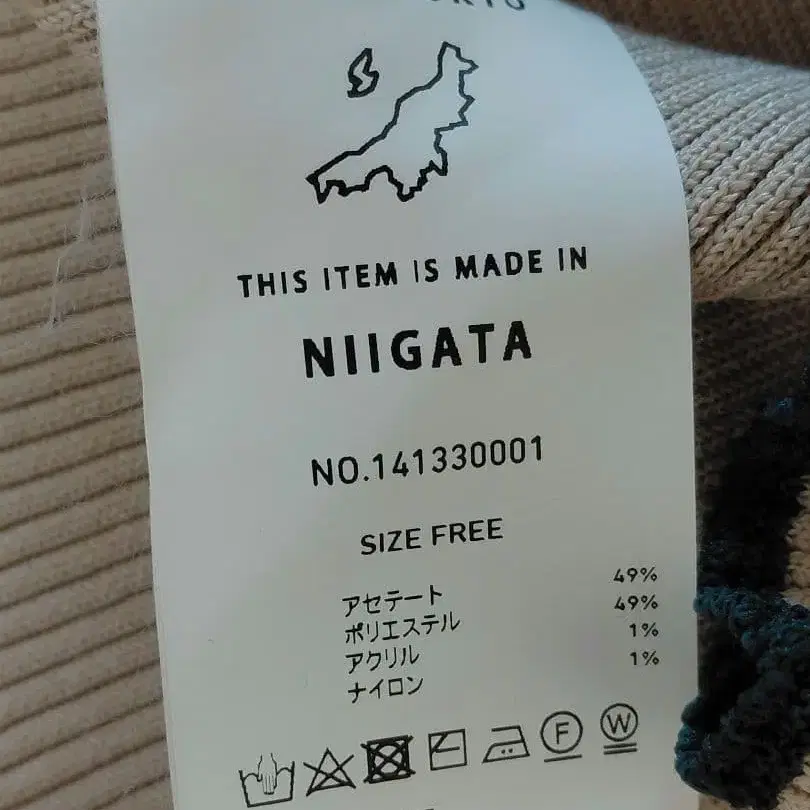 THIS ITEM IS MADE IN
NIIGATA
NO.141330001
SIZE FREE
アセテート 49%
ポリエステル 49%
アクリル 1%
ナイロン 1%
F W